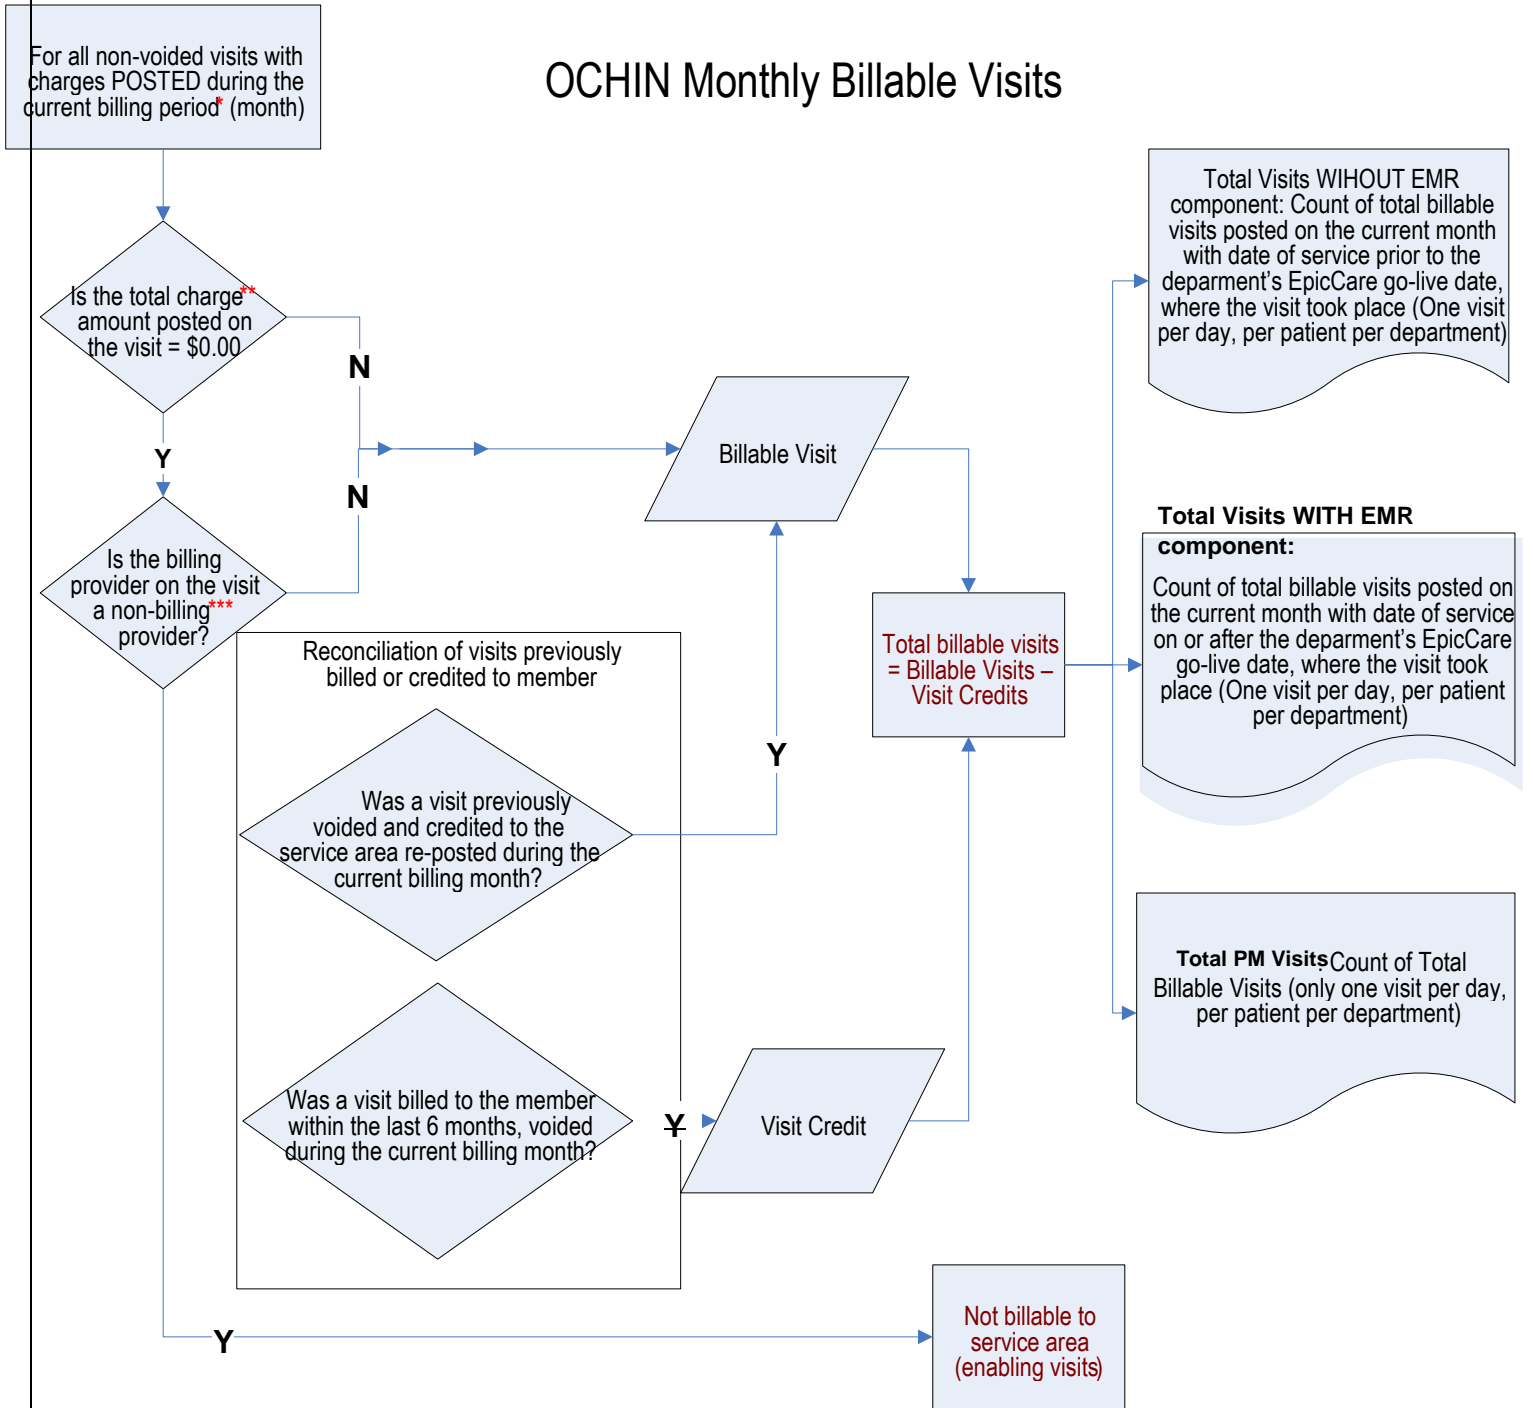 For all non-voided visits with
charges POSTED during the
current billing period* (month)
OCHIN Monthly Billable Visits
Is the total charge**
amount posted on
the visit = $0.00
N
Y
Is the billing
provider on the visit
a non-billing***
provider?
N
Billable Visit
Reconciliation of visits previously
billed or credited to member
Was a visit previously
voided and credited to the
service area re-posted during the
current billing month?
Y
Was a visit billed to the member
within the last 6 months, voided
during the current billing month?
Y
Visit Credit
Total billable visits
= Billable Visits –
Visit Credits
Total Visits WIHOUT EMR
component: Count of total billable
visits posted on the current month
with date of service prior to the
deparment’s EpicCare go-live date,
where the visit took place (One visit
per day, per patient per department)
Total Visits WITH EMR
component:
Count of total billable visits posted on
the current month with date of service
on or after the deparment’s EpicCare
go-live date, where the visit took
place (One visit per day, per patient
per department)
Total PM Visits: Count of Total
Billable Visits (only one visit per day,
per patient per department)
Y
Not billable to
service area
(enabling visits)